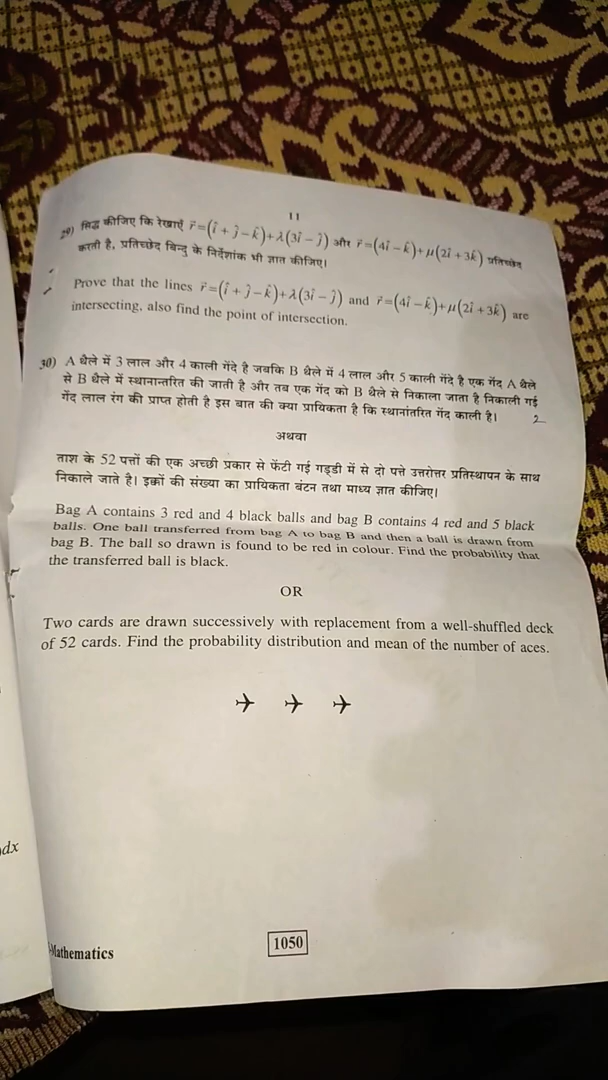 11
29) सिद्ध कीजिए कि रेखाएँ r⃗=(î + ĵ − k̂)+λ(3î − ĵ) और r⃗=(4î − k̂)+μ(2î + 3k̂) प्रतिच्छेद
करती है, प्रतिच्छेद बिन्दु के निर्देशांक भी ज्ञात कीजिए।
Prove that the lines r⃗=(î + ĵ − k̂)+λ(3î − ĵ) and r⃗=(4î − k̂)+μ(2î + 3k̂) are
intersecting, also find the point of intersection.
30) A थैले में 3 लाल और 4 काली गेंदे है जबकि B थैले में 4 लाल और 5 काली गेंदे है एक गेंद A थैले
से B थैले में स्थानान्तरित की जाती है और तब एक गेंद को B थैले से निकाला जाता है निकाली गई
गेंद लाल रंग की प्राप्त होती है इस बात की क्या प्रायिकता है कि स्थानांतरित गेंद काली है। 2
अथवा
ताश के 52 पत्तों की एक अच्छी प्रकार से फेंटी गई गड्डी में से दो पत्ते उत्तरोत्तर प्रतिस्थापन के साथ
निकाले जाते है। इक्कों की संख्या का प्रायिकता बंटन तथा माध्य ज्ञात कीजिए।
Bag A contains 3 red and 4 black balls and bag B contains 4 red and 5 black
balls. One ball transferred from bag A to bag B and then a ball is drawn from
bag B. The ball so drawn is found to be red in colour. Find the probability that
the transferred ball is black.
OR
Two cards are drawn successively with replacement from a well-shuffled deck
of 52 cards. Find the probability distribution and mean of the number of aces.
dx
-Mathematics
1050